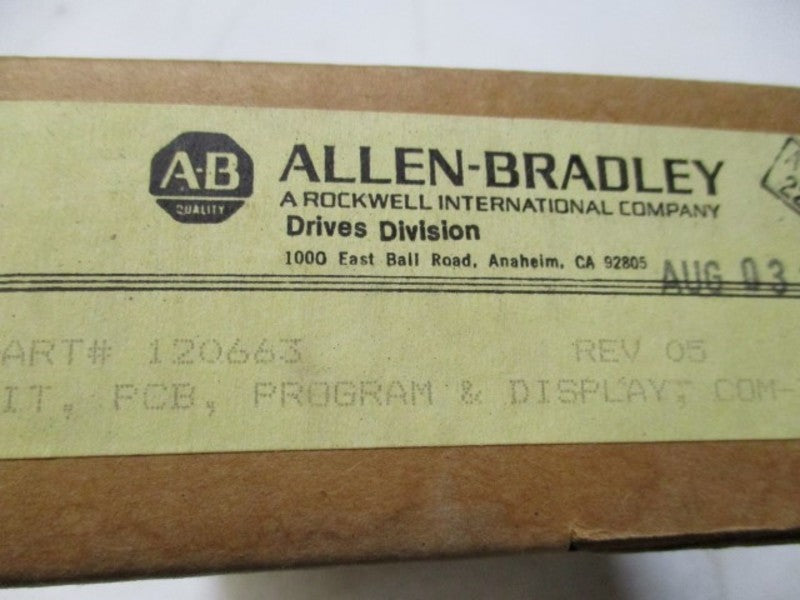 A-B
QUALITY
ALLEN-BRADLEY
A ROCKWELL INTERNATIONAL COMPANY
Drives Division
1000 East Ball Road, Anaheim, CA 92805
AUG 03
ART# 120663 REV 05
IT, PCB, PROGRAM & DISPLAY, COM-